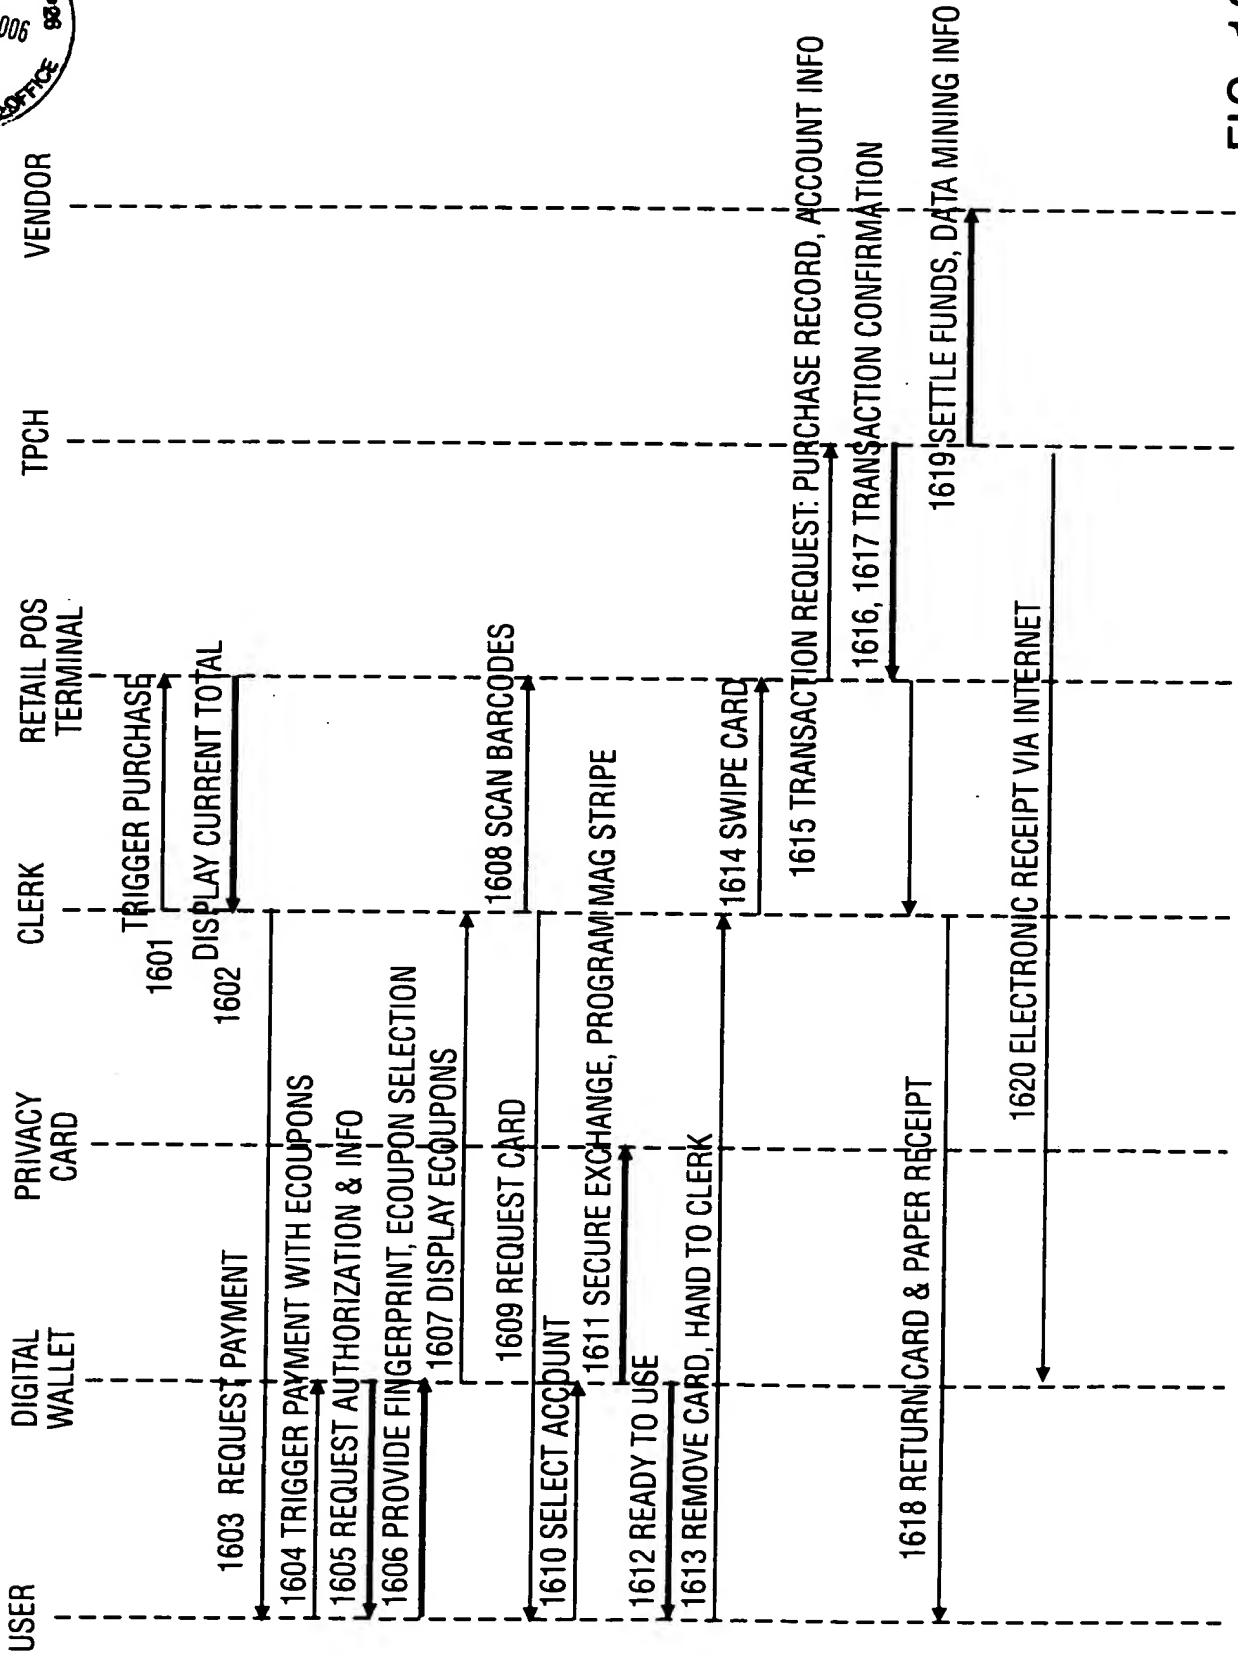 USER
DIGITAL
WALLET
PRIVACY
CARD
CLERK
RETAIL POS
TERMINAL
TPCH
VENDOR
TRIGGER PURCHASE
1601
DISPLAY CURRENT TOTAL
1602
1603 REQUEST PAYMENT
1604 TRIGGER PAYMENT WITH ECOUPONS
1605 REQUEST AUTHORIZATION & INFO
1606 PROVIDE FINGERPRINT, ECOUPON SELECTION
1607 DISPLAY ECOUPONS
1608 SCAN BARCODES
1609 REQUEST CARD
1610 SELECT ACCOUNT
1611 SECURE EXCHANGE, PROGRAM MAG STRIPE
1612 READY TO USE
1613 REMOVE CARD, HAND TO CLERK
1614 SWIPE CARD
1615 TRANSACTION REQUEST: PURCHASE RECORD, ACCOUNT INFO
1616, 1617 TRANSACTION CONFIRMATION
1618 RETURN CARD & PAPER RECEIPT
1619 SETTLE FUNDS, DATA MINING INFO
1620 ELECTRONIC RECEIPT VIA INTERNET
OFFICE